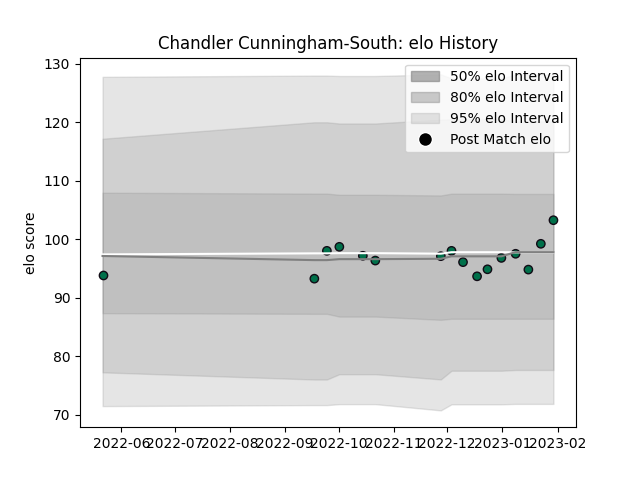 Chandler Cunningham-South: elo History
130
120
110
100
90
80
70
elo score
50% elo Interval
80% elo Interval
95% elo Interval
Post Match elo
2022-06
2022-07
2022-08
2022-09
2022-10
2022-11
2022-12
2023-01
2023-02